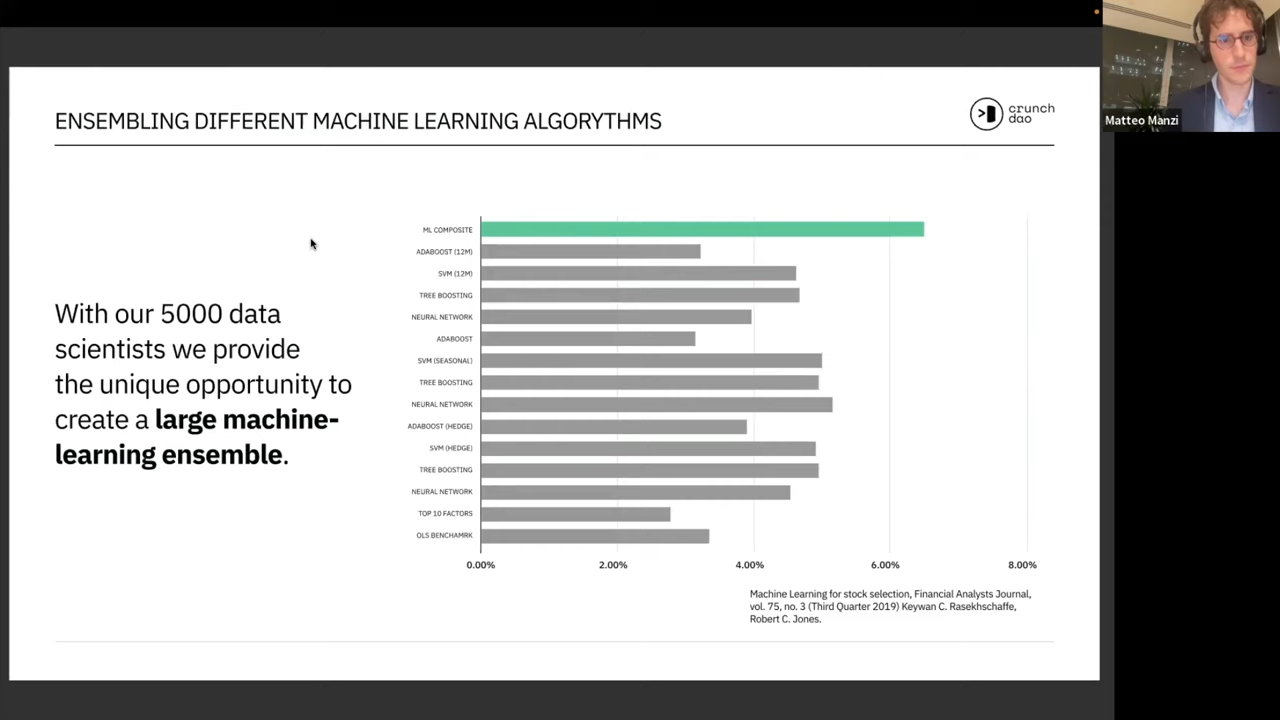 Matteo Manzi
ENSEMBLING DIFFERENT MACHINE LEARNING ALGORYTHMS
crunch
dao
With our 5000 data
scientists we provide
the unique opportunity to
create a large machine-
learning ensemble.
ML COMPOSITE
ADABOOST (12M)
SVM (12M)
TREE BOOSTING
NEURAL NETWORK
ADABOOST
SVM (SEASONAL)
TREE BOOSTING
NEURAL NETWORK
ADABOOST (HEDGE)
SVM (HEDGE)
TREE BOOSTING
NEURAL NETWORK
TOP 10 FACTORS
OLS BENCHAMRK
0.00% 2.00% 4.00% 6.00% 8.00%
Machine Learning for stock selection, Financial Analysts Journal,
vol. 75, no. 3 (Third Quarter 2019) Keywan C. Rasekhschaffe,
Robert C. Jones.